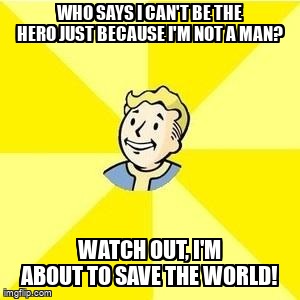 WHO SAYS I CAN'T BE THE
HERO JUST BECAUSE I'M NOT A MAN?
WATCH OUT, I'M
ABOUT TO SAVE THE WORLD!
imgflip.com